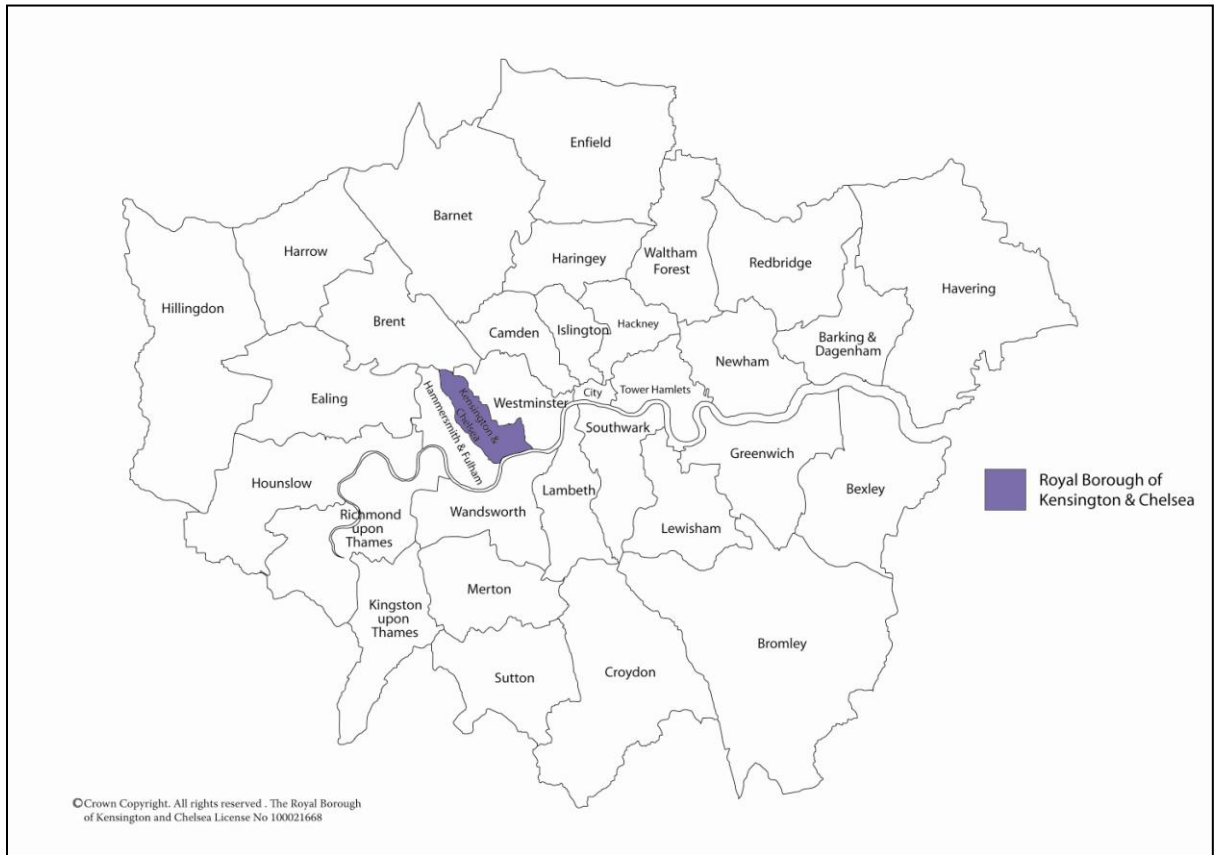 Enfield
Barnet
Harrow
Haringey
Waltham
Forest
Redbridge
Havering
Hillingdon
Brent
Camden
Islington
Hackney
Newham
Barking &
Dagenham
Ealing
Hammersmith & Fulham
Kensington &
Chelsea
Westminster
City
Tower Hamlets
Southwark
Greenwich
Bexley
Hounslow
Richmond
upon
Thames
Wandsworth
Lambeth
Lewisham
Royal Borough of
Kensington & Chelsea
Merton
Kingston
upon
Thames
Sutton
Croydon
Bromley
© Crown Copyright. All rights reserved . The Royal Borough
of Kensington and Chelsea License No 100021668